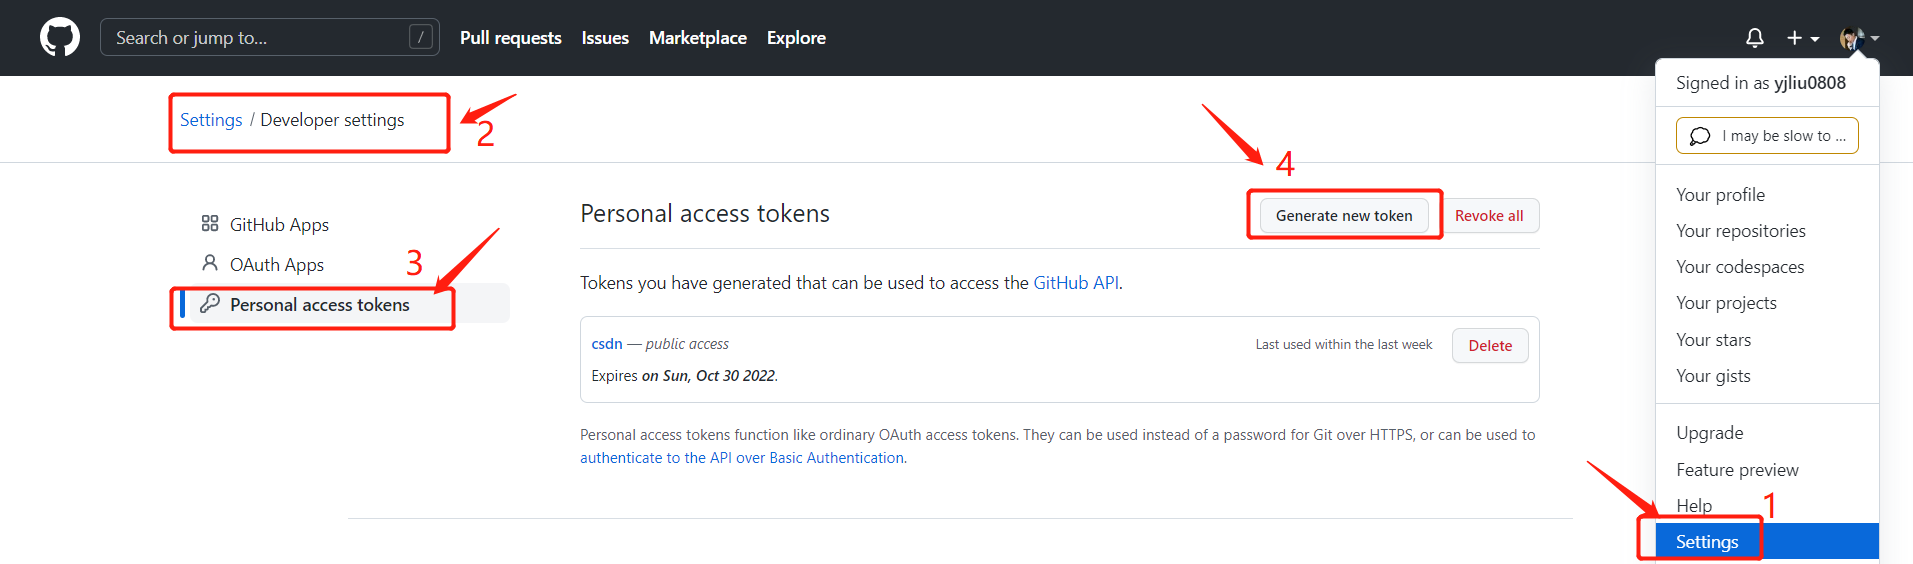 Search or jump to...
/
Pull requests
Issues
Marketplace
Explore
Signed in as yjliu0808
I may be slow to ...
Your profile
Your repositories
Your codespaces
Your projects
Your stars
Your gists
Upgrade
Feature preview
Help
1
Settings
Settings / Developer settings
2
GitHub Apps
OAuth Apps
3
Personal access tokens
Personal access tokens
4
Generate new token
Revoke all
Tokens you have generated that can be used to access the GitHub API.
csdn — public access
Last used within the last week
Delete
Expires on Sun, Oct 30 2022.
Personal access tokens function like ordinary OAuth access tokens. They can be used instead of a password for Git over HTTPS, or can be used to
authenticate to the API over Basic Authentication.